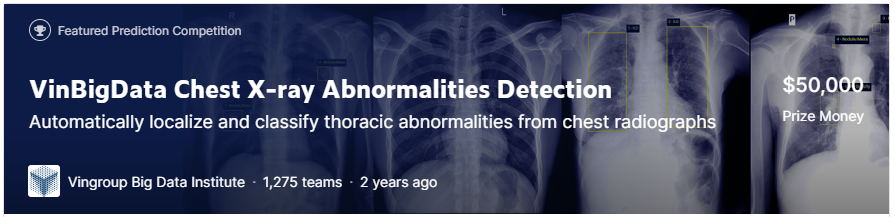 Featured Prediction Competition
VinBigData Chest X-ray Abnormalities Detection
$50,000
Automatically localize and classify thoracic abnormalities from chest radiographs
Prize Money
Vingroup Big Data Institute · 1,275 teams · 2 years ago
R
L
P